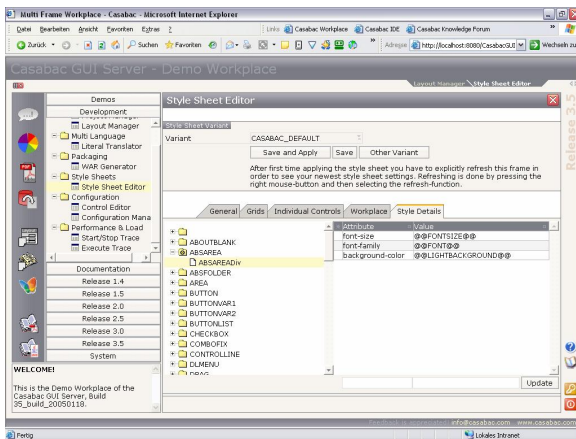 Multi Frame Workplace - Casabac - Microsoft Internet Explorer
Datei Bearbeiten Ansicht Favoriten Extras ?
Links Casabac Workplace Casabac IDE Casabac Knowledge Forum
Zurück Suchen Favoriten Adresse http://localhost:8080/CasabacGUI Wechseln zu
Casabac GUI Server - Demo Workplace
Layout Manager Style Sheet Editor
Demos
Development
Layout Manager
Multi Language
Literal Translator
Packaging
WAR Generator
Style Sheets
Style Sheet Editor
Configuration
Control Editor
Configuration Mana
Performance & Load
Start/Stop Trace
Execute Trace
Documentation
Release 1.4
Release 1.5
Release 2.0
Release 2.5
Release 3.0
Release 3.5
System
WELCOME!
This is the Demo Workplace of the
Casabac GUI Server, Build
35_build_20050118.
Style Sheet Editor
Style Sheet Variant
Variant CASABAC_DEFAULT
Save and Apply Save Other Variant
After first time applying the style sheet you have to explicitly refresh this frame in
order to see your newest style sheet settings. Refreshing is done by pressing the
right mouse-button and then selecting the refresh-function.
General Grids Individual Controls Workplace Style Details
ABOUTBLANK
ABSAREA
ABSAREADiv
ABSFOLDER
AREA
BUTTON
BUTTONVAR1
BUTTONVAR2
BUTTONLIST
CHECKBOX
COMBOFIX
CONTROLLINE
DLMENU
DRAG
Attribute Value
font-size @@FONTSIZE@@
font-family @@FONT@@
background-color @@LIGHTBACKGROUND@@
Update
Release 3.5
Feedback is appreciated: info@casabac.com www.casabac.com
Fertig Lokales Intranet